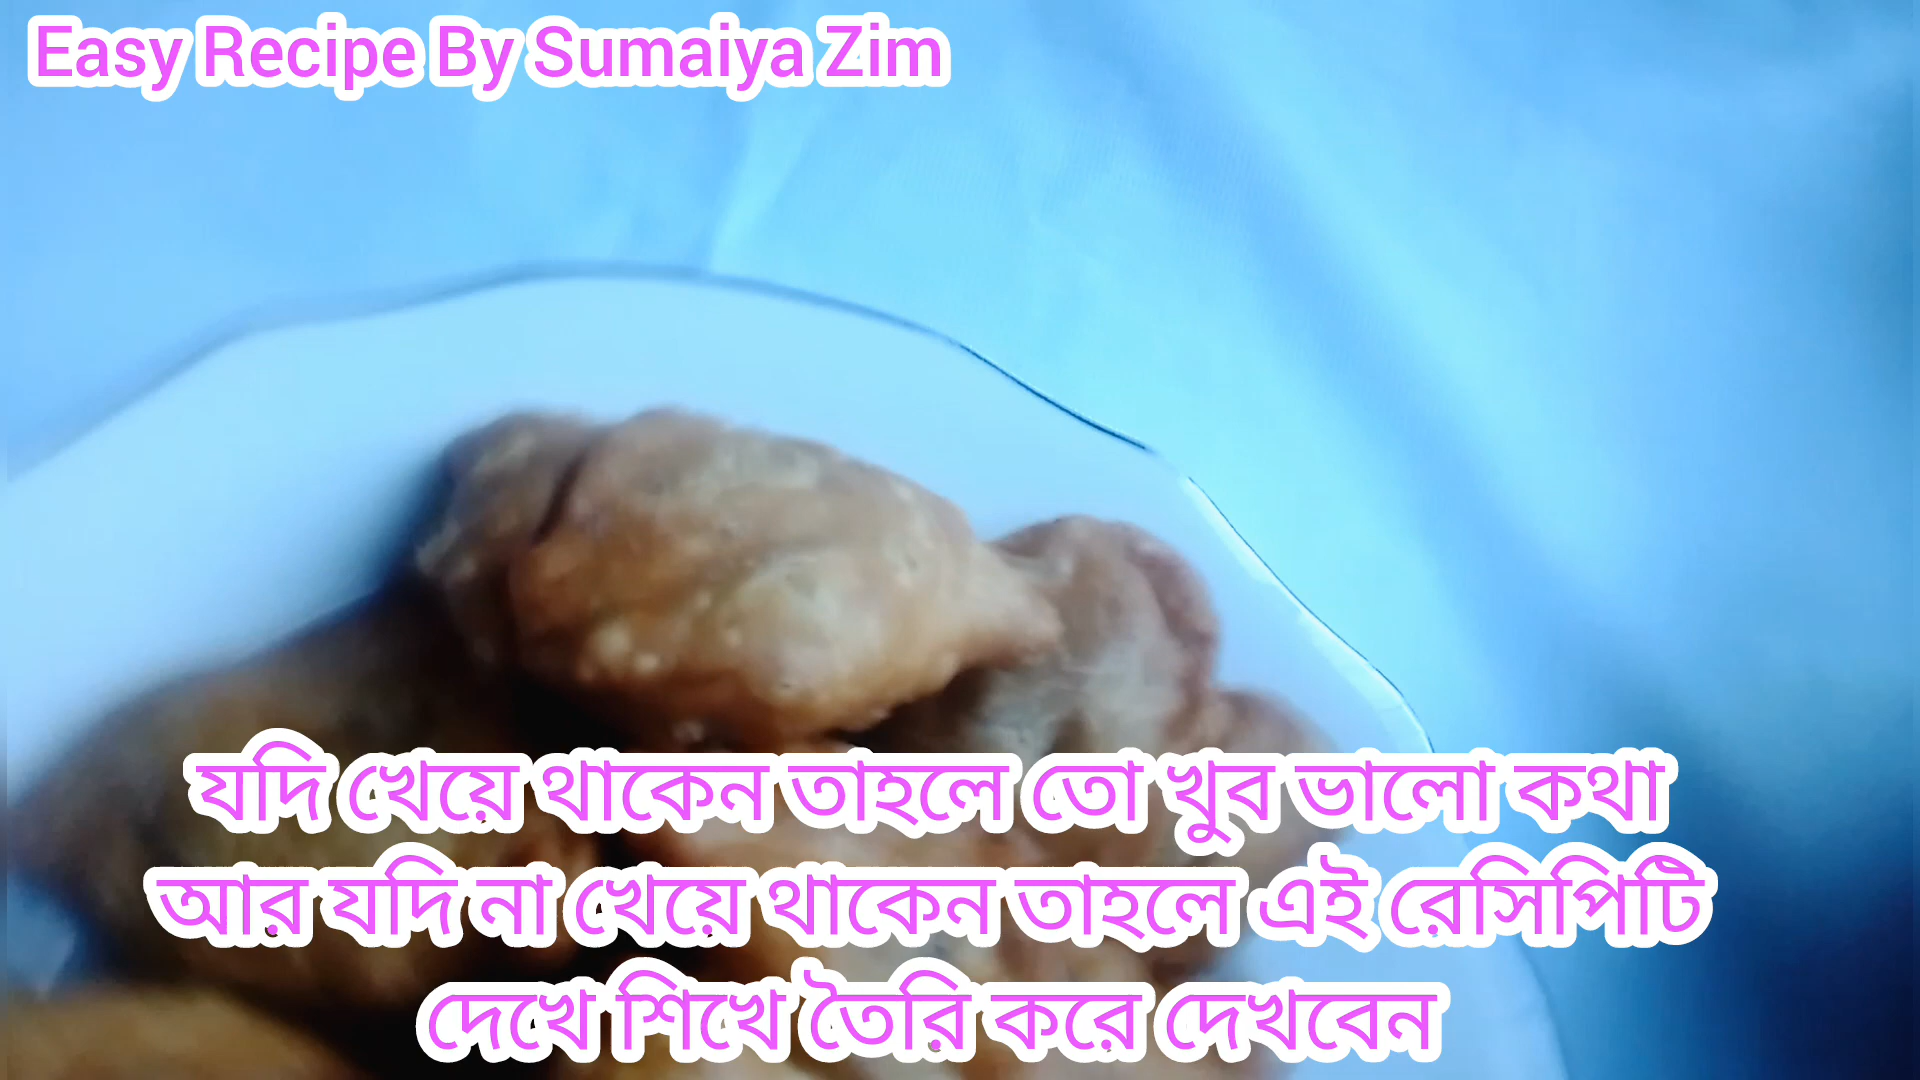 Easy Recipe By Sumaiya Zim
যদি খেয়ে থাকেন তাহলে তো খুব ভালো কথা
আর যদি না খেয়ে থাকেন তাহলে এই রেসিপিটি
দেখে শিখে তৈরি করে দেখবেন